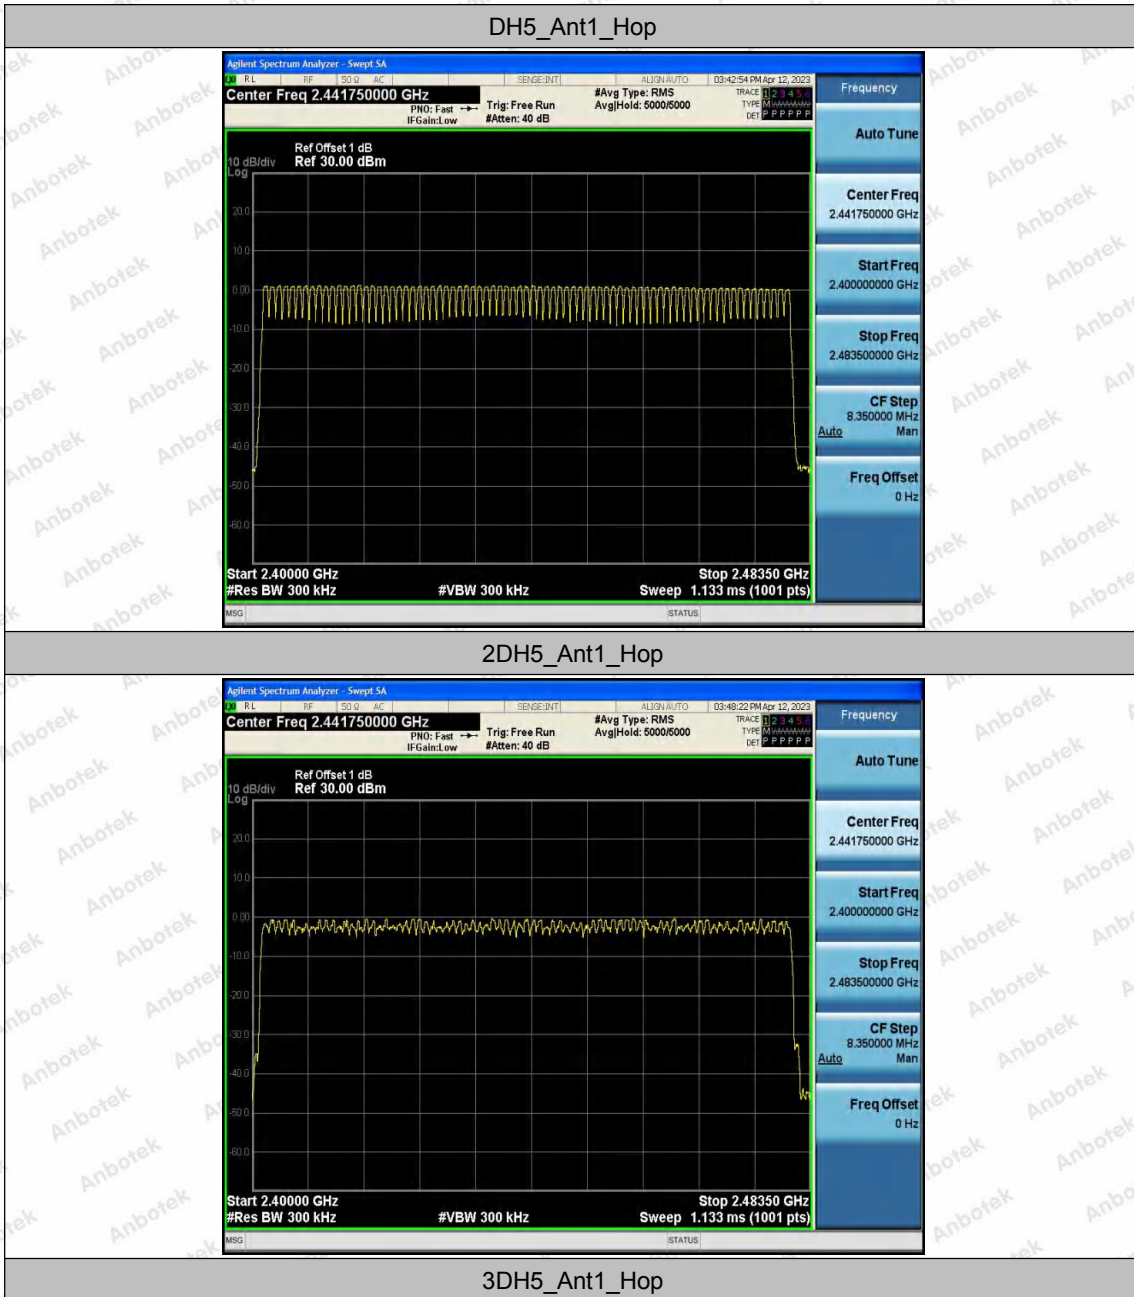 DH5_Ant1_Hop
Agilent Spectrum Analyzer - Swept SA
LXI RL RF 50 Ω AC SENSE:INT ALIGN AUTO 03:42:54 PM Apr 12, 2023
Center Freq 2.441750000 GHz
PNO: Fast
IFGain:Low
Trig: Free Run
#Atten: 40 dB
#Avg Type: RMS
Avg|Hold: 5000/5000
TRACE 1 2 3 4 5 6
TYPE M
DET P P P P P P
Ref Offset 1 dB
10 dB/div Ref 30.00 dBm
Log
20.0
10.0
0.00
-10.0
-20.0
-30.0
-40.0
-50.0
-60.0
Start 2.40000 GHz Stop 2.48350 GHz
#Res BW 300 kHz #VBW 300 kHz Sweep 1.133 ms (1001 pts)
MSG STATUS
Frequency
Auto Tune
Center Freq
2.441750000 GHz
Start Freq
2.400000000 GHz
Stop Freq
2.483500000 GHz
CF Step
8.350000 MHz
Auto Man
Freq Offset
0 Hz
2DH5_Ant1_Hop
Agilent Spectrum Analyzer - Swept SA
LXI RL RF 50 Ω AC SENSE:INT ALIGN AUTO 03:48:22 PM Apr 12, 2023
Center Freq 2.441750000 GHz
PNO: Fast
IFGain:Low
Trig: Free Run
#Atten: 40 dB
#Avg Type: RMS
Avg|Hold: 5000/5000
TRACE 1 2 3 4 5 6
TYPE M
DET P P P P P P
Ref Offset 1 dB
10 dB/div Ref 30.00 dBm
Log
20.0
10.0
0.00
-10.0
-20.0
-30.0
-40.0
-50.0
-60.0
Start 2.40000 GHz Stop 2.48350 GHz
#Res BW 300 kHz #VBW 300 kHz Sweep 1.133 ms (1001 pts)
MSG STATUS
Frequency
Auto Tune
Center Freq
2.441750000 GHz
Start Freq
2.400000000 GHz
Stop Freq
2.483500000 GHz
CF Step
8.350000 MHz
Auto Man
Freq Offset
0 Hz
3DH5_Ant1_Hop